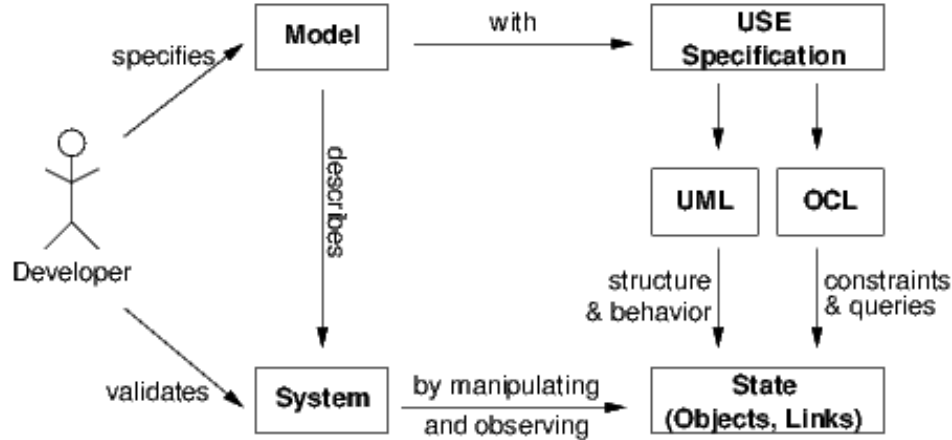 Model
with
USE
Specification
specifies
describes
UML
OCL
Developer
structure
& behavior
constraints
& queries
validates
System
by manipulating
and observing
State
(Objects, Links)